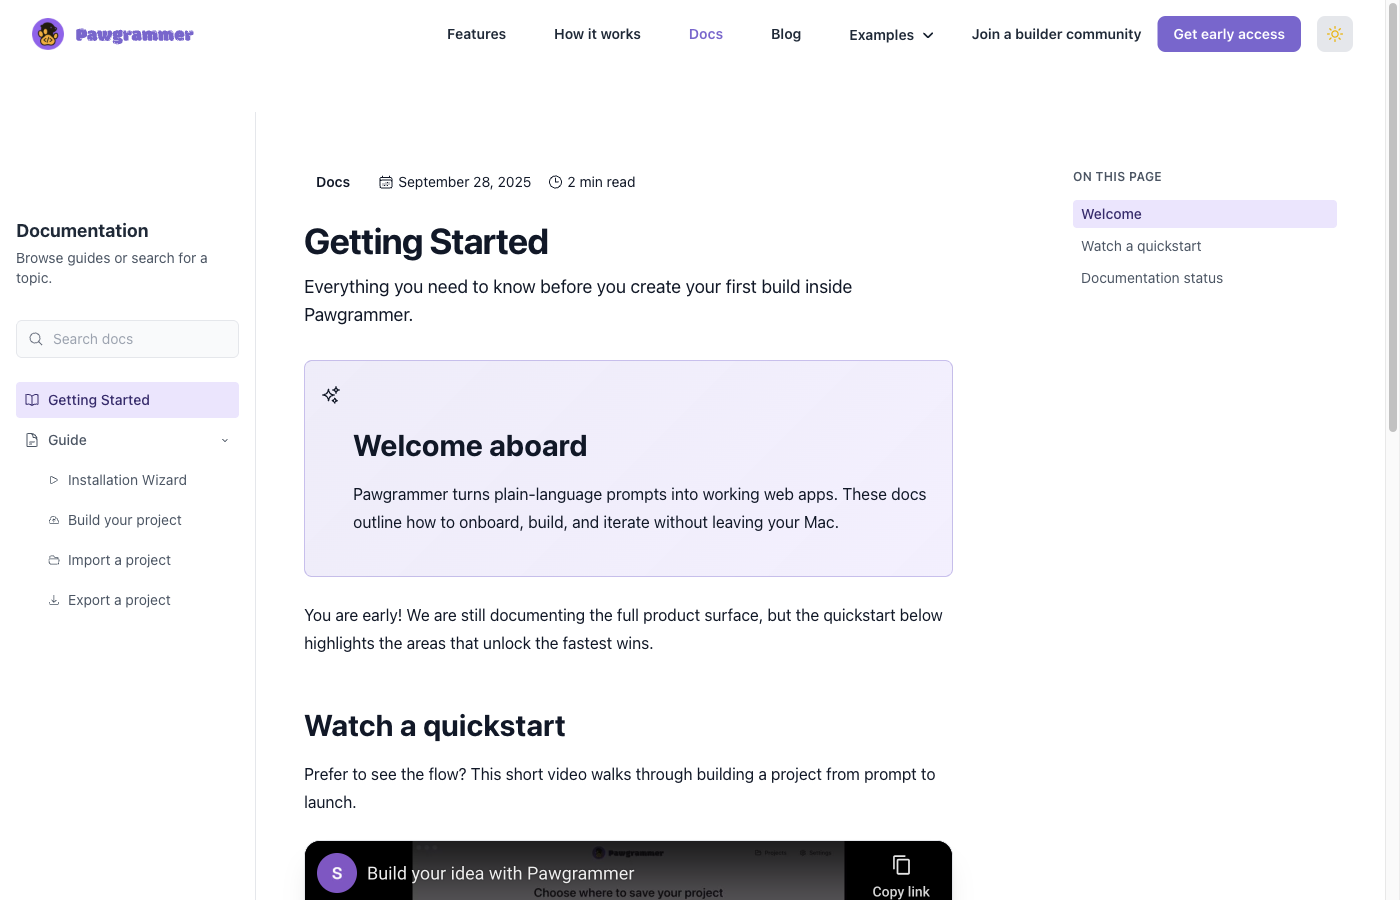 Pawgrammer
Features
How it works
Docs
Blog
Examples
Join a builder community
Get early access
Documentation
Browse guides or search for a
topic.
Search docs
Getting Started
Guide
Installation Wizard
Build your project
Import a project
Export a project
Docs
September 28, 2025
2 min read
Getting Started
Everything you need to know before you create your first build inside
Pawgrammer.
Welcome aboard
Pawgrammer turns plain-language prompts into working web apps. These docs
outline how to onboard, build, and iterate without leaving your Mac.
You are early! We are still documenting the full product surface, but the quickstart below
highlights the areas that unlock the fastest wins.
Watch a quickstart
Prefer to see the flow? This short video walks through building a project from prompt to
launch.
Pawgrammer
Projects
Settings
S
Build your idea with Pawgrammer
Copy link
Choose where to save your project
ON THIS PAGE
Welcome
Watch a quickstart
Documentation status